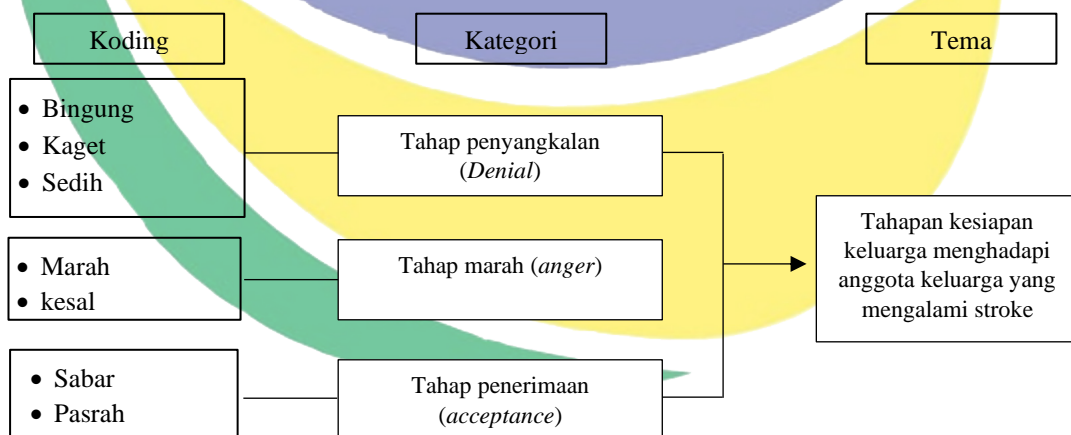 Koding
Kategori
Tema
• Bingung
• Kaget
• Sedih
Tahap penyangkalan
(Denial)
• Marah
• kesal
Tahap marah (anger)
• Sabar
• Pasrah
Tahap penerimaan
(acceptance)
Tahapan kesiapan
keluarga menghadapi
anggota keluarga yang
mengalami stroke